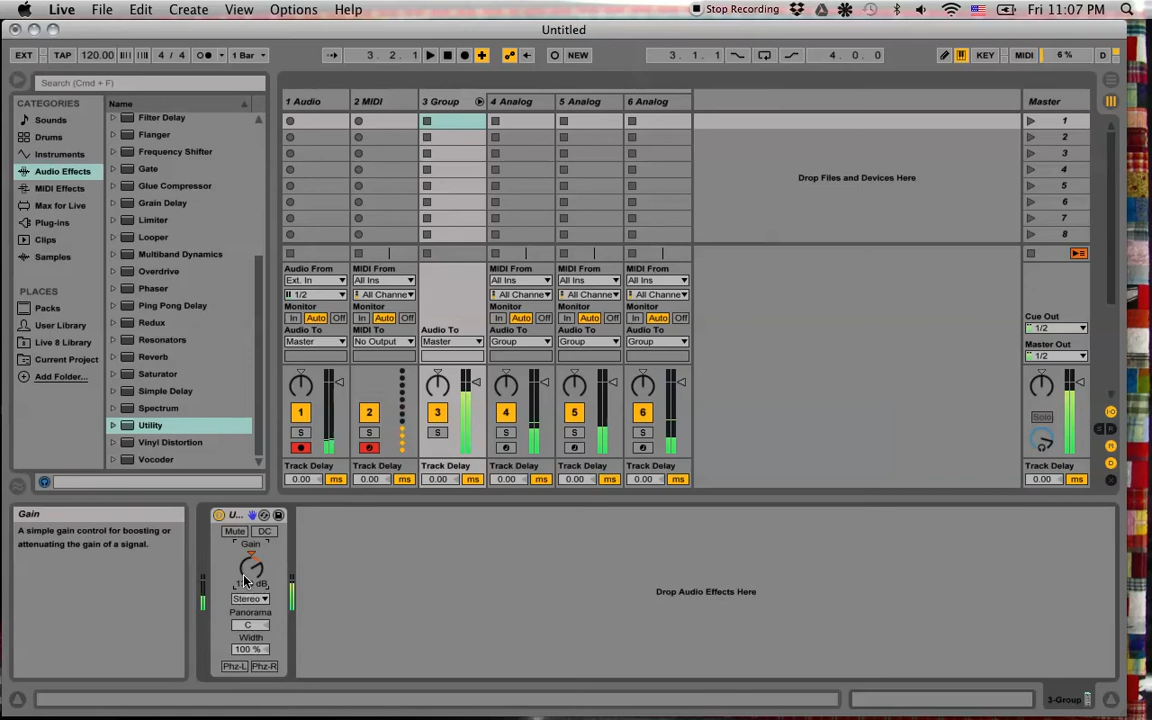 Live File Edit Create View Options Help Stop Recording Fri 11:07 PM
Untitled
EXT TAP 120.00 4 / 4 1 Bar 3. 2. 1 NEW 3. 1. 1 4. 0. 0 KEY MIDI 6 % D
Search (Cmd + F)
CATEGORIES
Sounds
Drums
Instruments
Audio Effects
MIDI Effects
Max for Live
Plug-ins
Clips
Samples
PLACES
Packs
User Library
Live 8 Library
Current Project
Add Folder...
Name
Filter Delay
Flanger
Frequency Shifter
Gate
Glue Compressor
Grain Delay
Limiter
Looper
Multiband Dynamics
Overdrive
Phaser
Ping Pong Delay
Redux
Resonators
Reverb
Saturator
Simple Delay
Spectrum
Utility
Vinyl Distortion
Vocoder
1 Audio 2 MIDI 3 Group 4 Analog 5 Analog 6 Analog Master
1
2
3
4
5
6
7
8
Drop Files and Devices Here
Audio From MIDI From MIDI From MIDI From MIDI From
Ext. In All Ins All Ins All Ins All Ins
1/2 All Channe All Channe All Channe All Channe
Monitor Monitor Monitor Monitor Monitor
In Auto Off In Auto Off In Auto Off In Auto Off In Auto Off
Audio To MIDI To Audio To Audio To Audio To Audio To
Master No Output Master Group Group Group
Cue Out
1/2
Master Out
1/2
1 2 3 4 5 6 Solo
S S S S S S
Track Delay Track Delay Track Delay Track Delay Track Delay Track Delay Track Delay
0.00 ms 0.00 ms 0.00 ms 0.00 ms 0.00 ms 0.00 ms 0.00 ms
I-O
S R
M
D
X
Gain
A simple gain control for boosting or
attenuating the gain of a signal.
U...
Mute DC
Gain
dB
Stereo
Panorama
C
Width
100 %
Phz-L Phz-R
Drop Audio Effects Here
3-Group